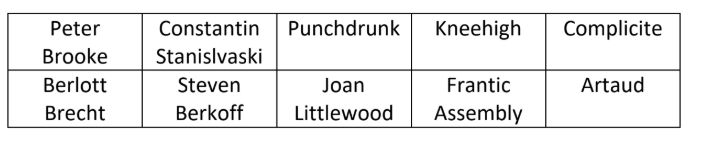 Peter Brooke
Constantin Stanislvaski
Punchdrunk
Kneehigh
Complicite
Berlott Brecht
Steven Berkoff
Joan Littlewood
Frantic Assembly
Artaud